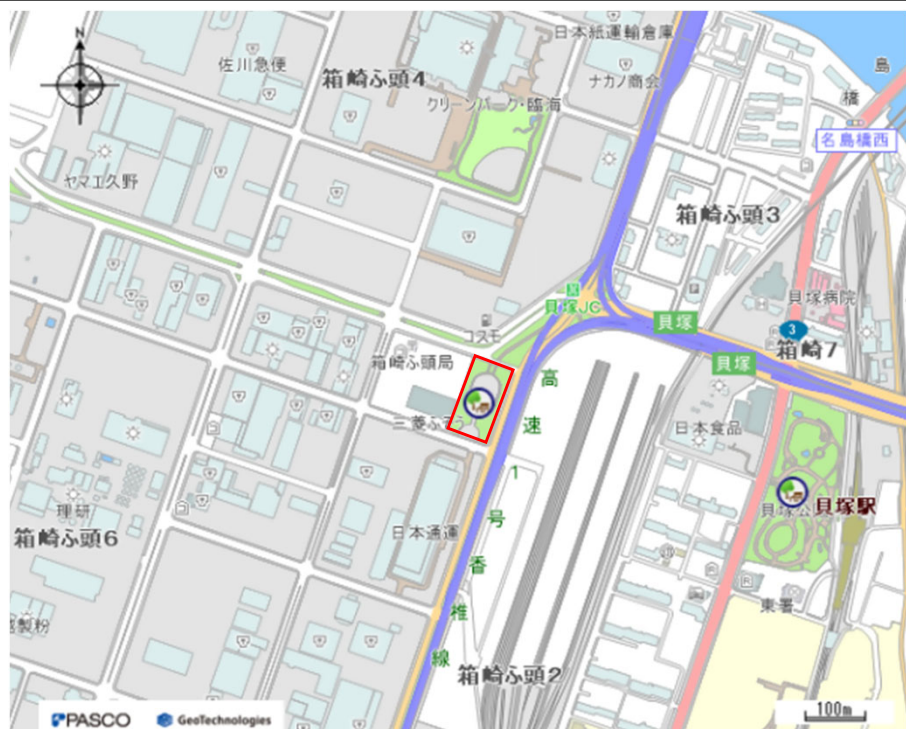 日本紙運輸倉庫
N
佐川急便
箱崎ふ頭4
ナカノ商会
島
橋
クリーンパーク・臨海
名島橋西
ヤマエ久野
箱崎ふ頭3
貝塚病院
貝塚JC
貝塚
3
コスモ
箱崎7
箱崎ふ頭局
貝塚
高速1号香椎線
三菱ふそう
日本食品
理研
貝塚公
貝塚駅
日本通運
箱崎ふ頭6
東署
製粉
箱崎ふ頭2
PASCO
GeoTechnologies
100m